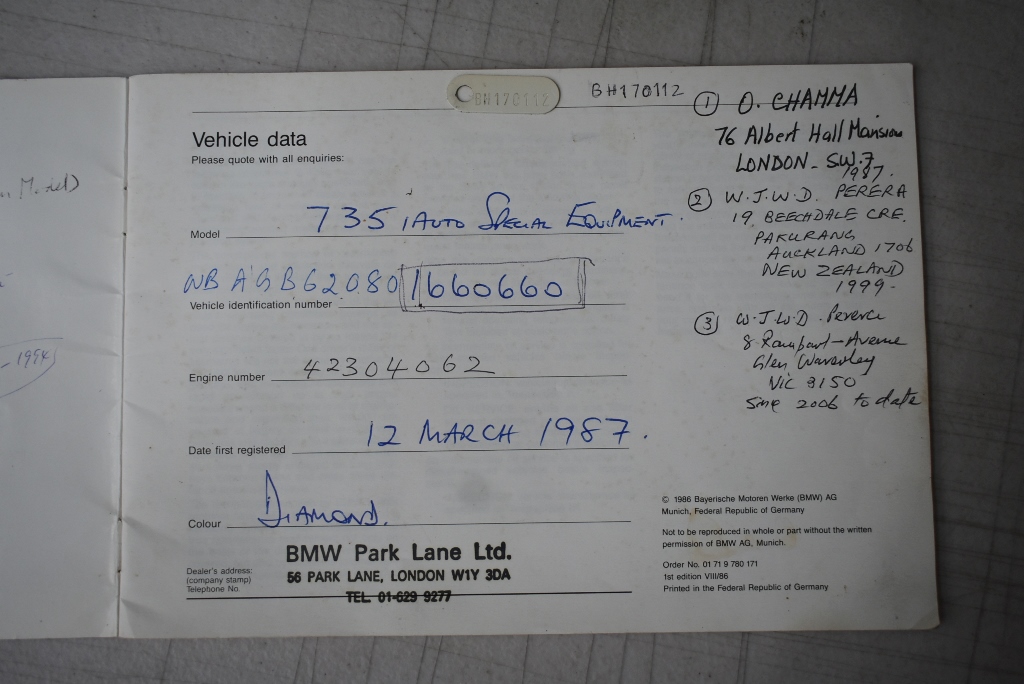 n Model)
- 1994
BH170112
BH170112
Vehicle data
Please quote with all enquiries:
Model 735 i AUTO SPECIAL EQUIPMENT.
WBAGB62080 1660660
Vehicle identification number
Engine number 42304062
Date first registered 12 MARCH 1987.
Colour DIAMOND.
Dealer's address:
(company stamp)
Telephone No.
BMW Park Lane Ltd.
56 PARK LANE, LONDON W1Y 3DA
TEL. 01-629 9277
① O. CHAMMA
76 Albert Hall Mansions
LONDON - SW.7
1987.
② W.J.W.D. PERERA
19 BEECHDALE CRE.
PAKURANG
AUCKLAND 1706
NEW ZEALAND
1999-
③ W.J.W.D. Perera
8 Rampart-Avenue
Glen Waverley
VIC 3150
Since 2006 to date
© 1986 Bayerische Motoren Werke (BMW) AG
Munich, Federal Republic of Germany
Not to be reproduced in whole or part without the written
permission of BMW AG, Munich.
Order No. 01 71 9 780 171
1st edition VIII/86
Printed in the Federal Republic of Germany